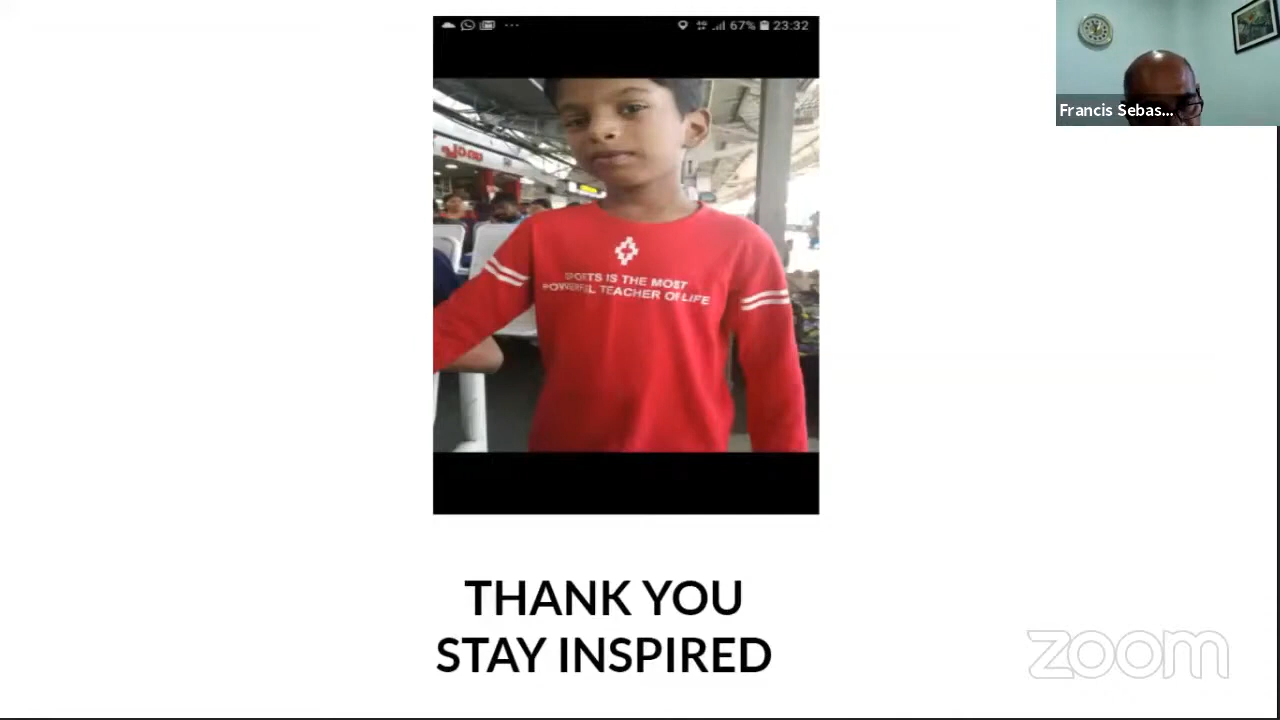 67% 23:32
Francis Sebas...
SPORTS IS THE MOST
POWERFUL TEACHER OF LIFE
THANK YOU
STAY INSPIRED
zoom